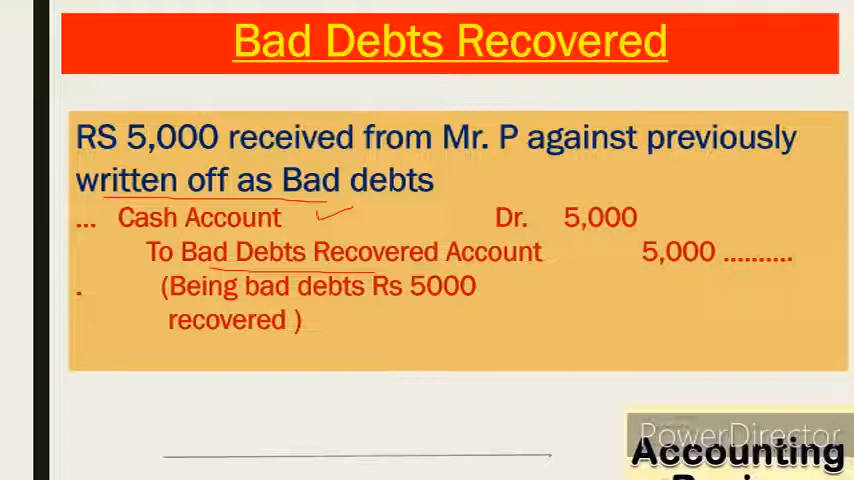 Bad Debts Recovered
RS 5,000 received from Mr. P against previously
written off as Bad debts
... Cash Account Dr. 5,000
To Bad Debts Recovered Account 5,000 ..........
. (Being bad debts Rs 5000
recovered )
PowerDirector
Accounting